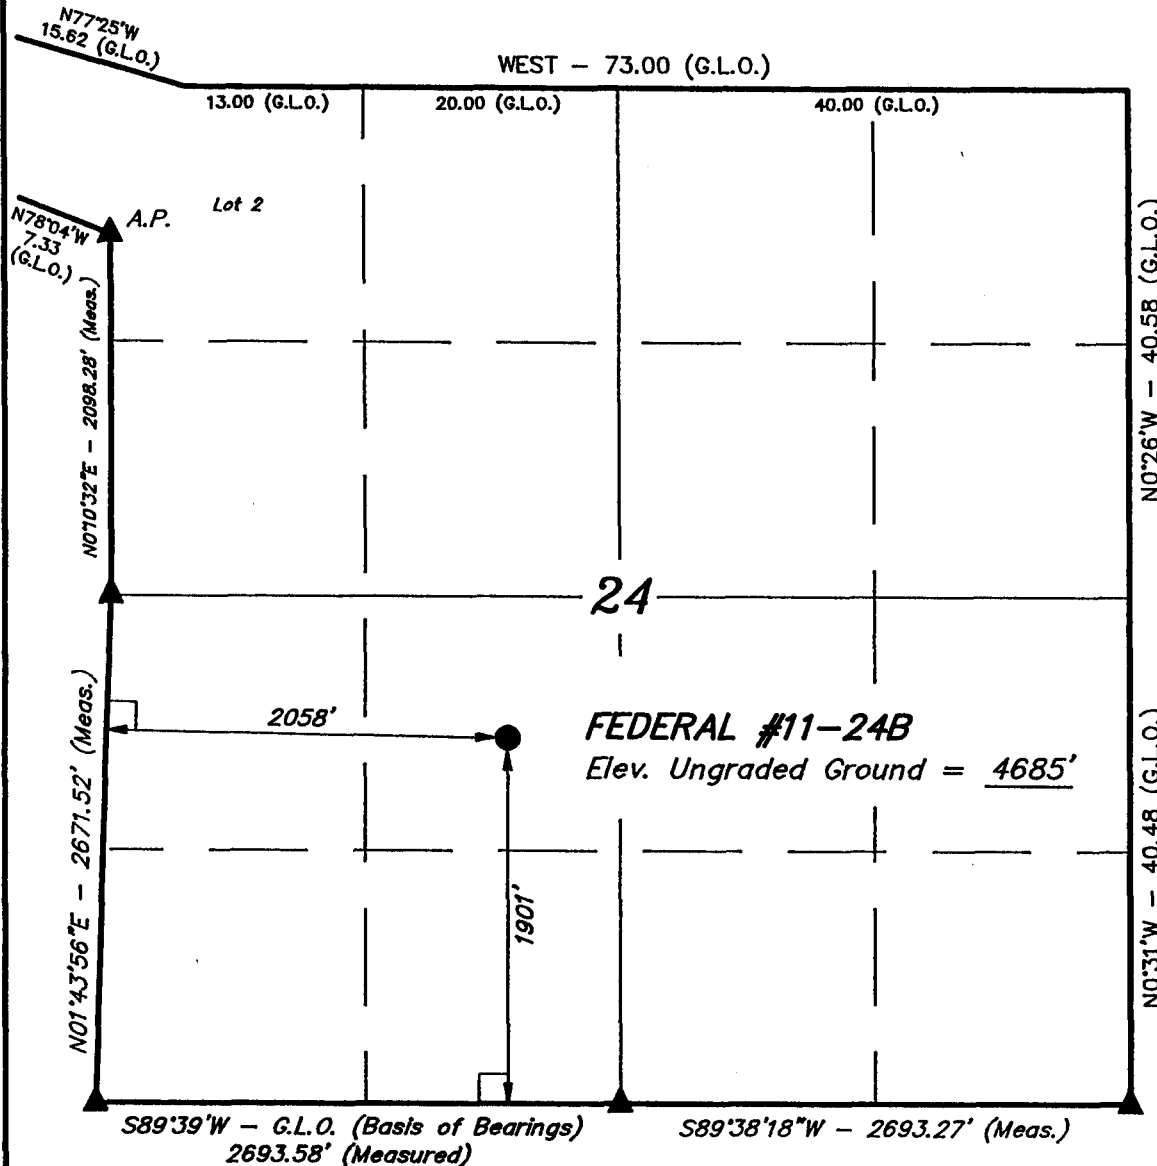 N77°25'W
15.62 (G.L.O.)
WEST – 73.00 (G.L.O.)
13.00 (G.L.O.)
20.00 (G.L.O.)
40.00 (G.L.O.)
N78°04'W
7.33
(G.L.O.)
A.P.
Lot 2
N0°10'32"E – 2098.28' (Meas.)
N0°26'W – 40.58 (G.L.O.)
24
N01°43'56"E – 2671.52' (Meas.)
2058'
FEDERAL #11–24B
Elev. Ungraded Ground = 4685'
1901'
N0°31'W – 40.48 (G.L.O.)
S89°39'W – G.L.O. (Basis of Bearings)
2693.58' (Measured)
S89°38'18"W – 2693.27' (Meas.)